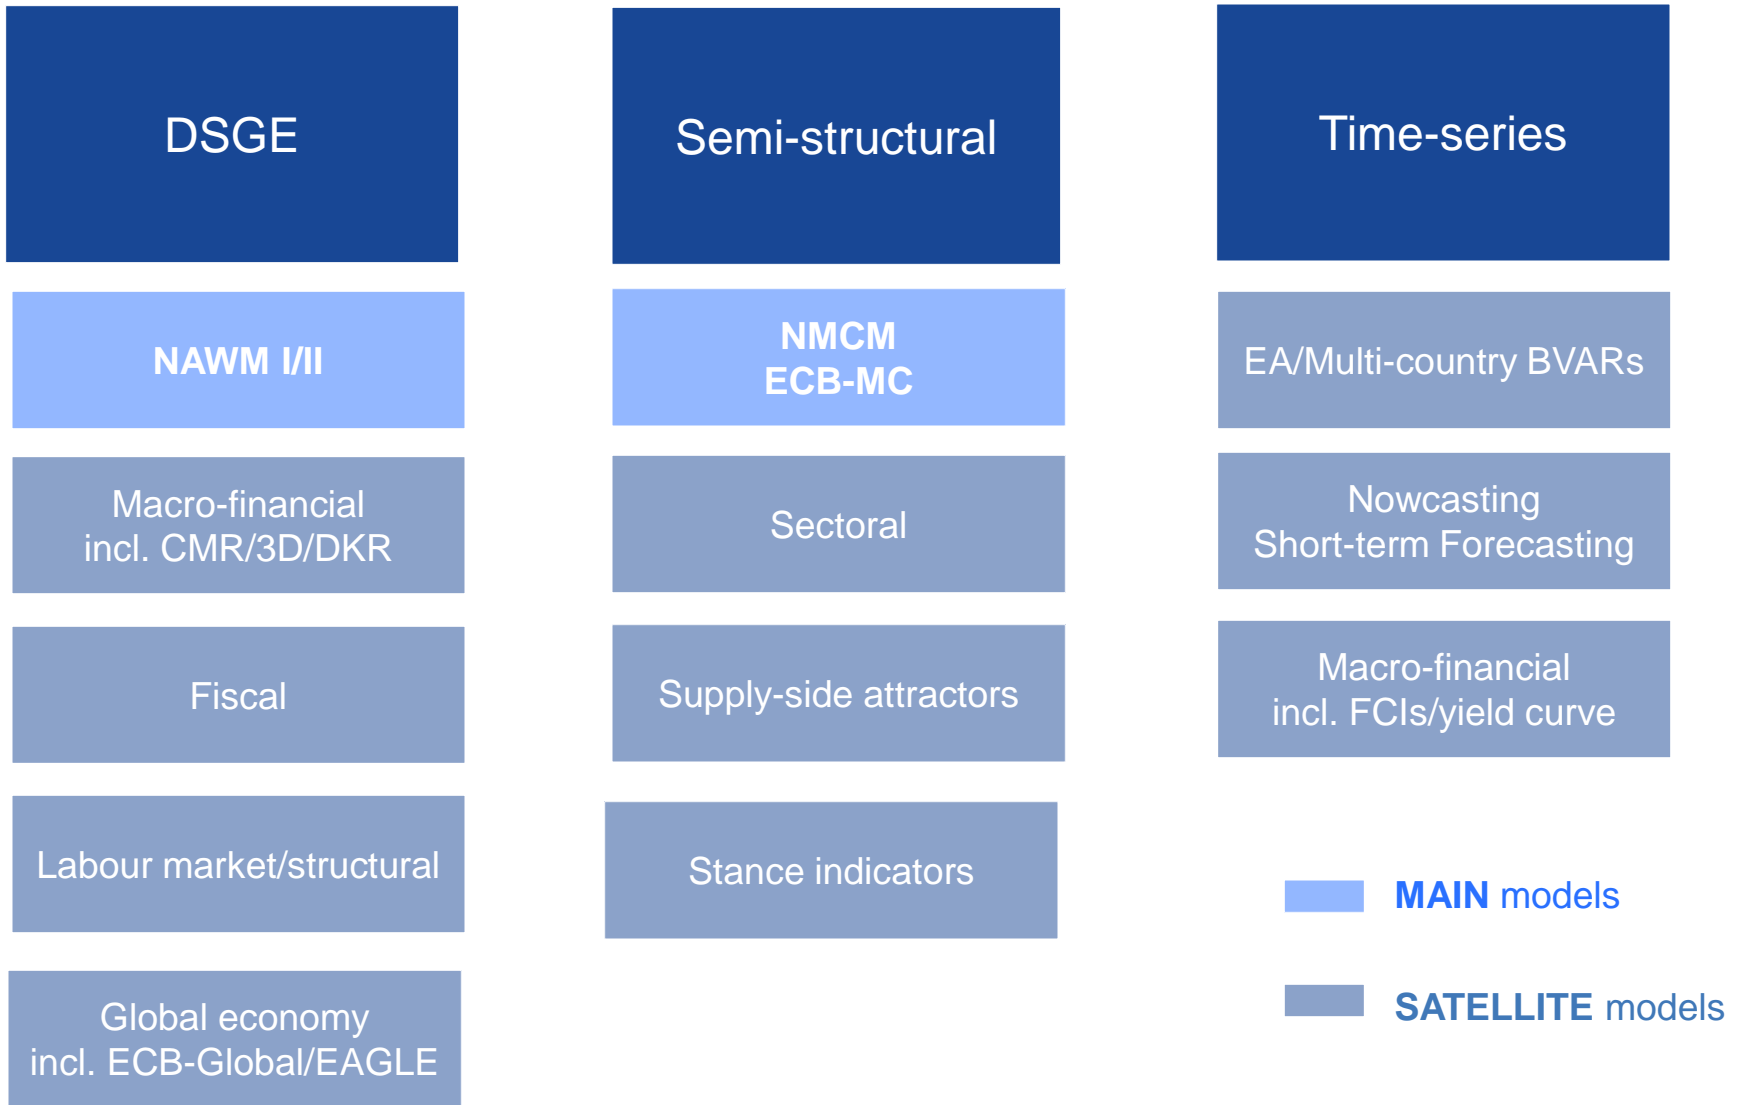 DSGE
NAWM I/II
Macro-financial
incl. CMR/3D/DKR
Fiscal
Labour market/structural
Global economy
incl. ECB-Global/EAGLE
Semi-structural
NMCM
ECB-MC
Sectoral
Supply-side attractors
Stance indicators
Time-series
EA/Multi-country BVARs
Nowcasting
Short-term Forecasting
Macro-financial
incl. FCIs/yield curve
MAIN models
SATELLITE models